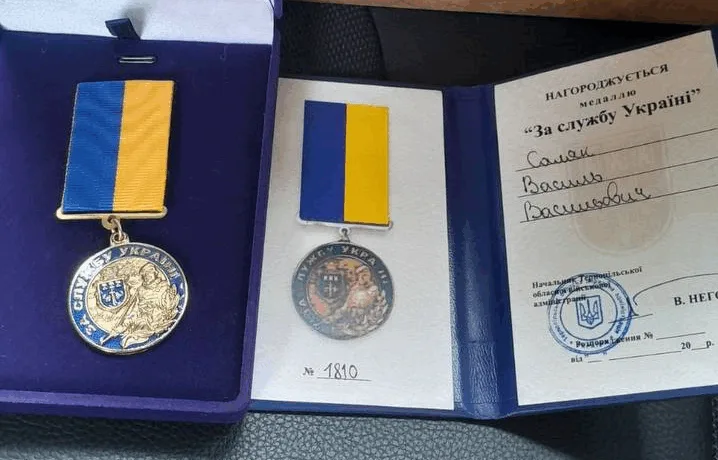 ЗА СЛУЖБУ УКРАЇНІ
№ 1810
НАГОРОДЖУЄТЬСЯ
медаллю
“За службу Україні”
Саляк
Василь
Васильович
Начальник Тернопільської
обласної військової
адміністрації
В. НЕГО
Розпорядження №
від 20 р.